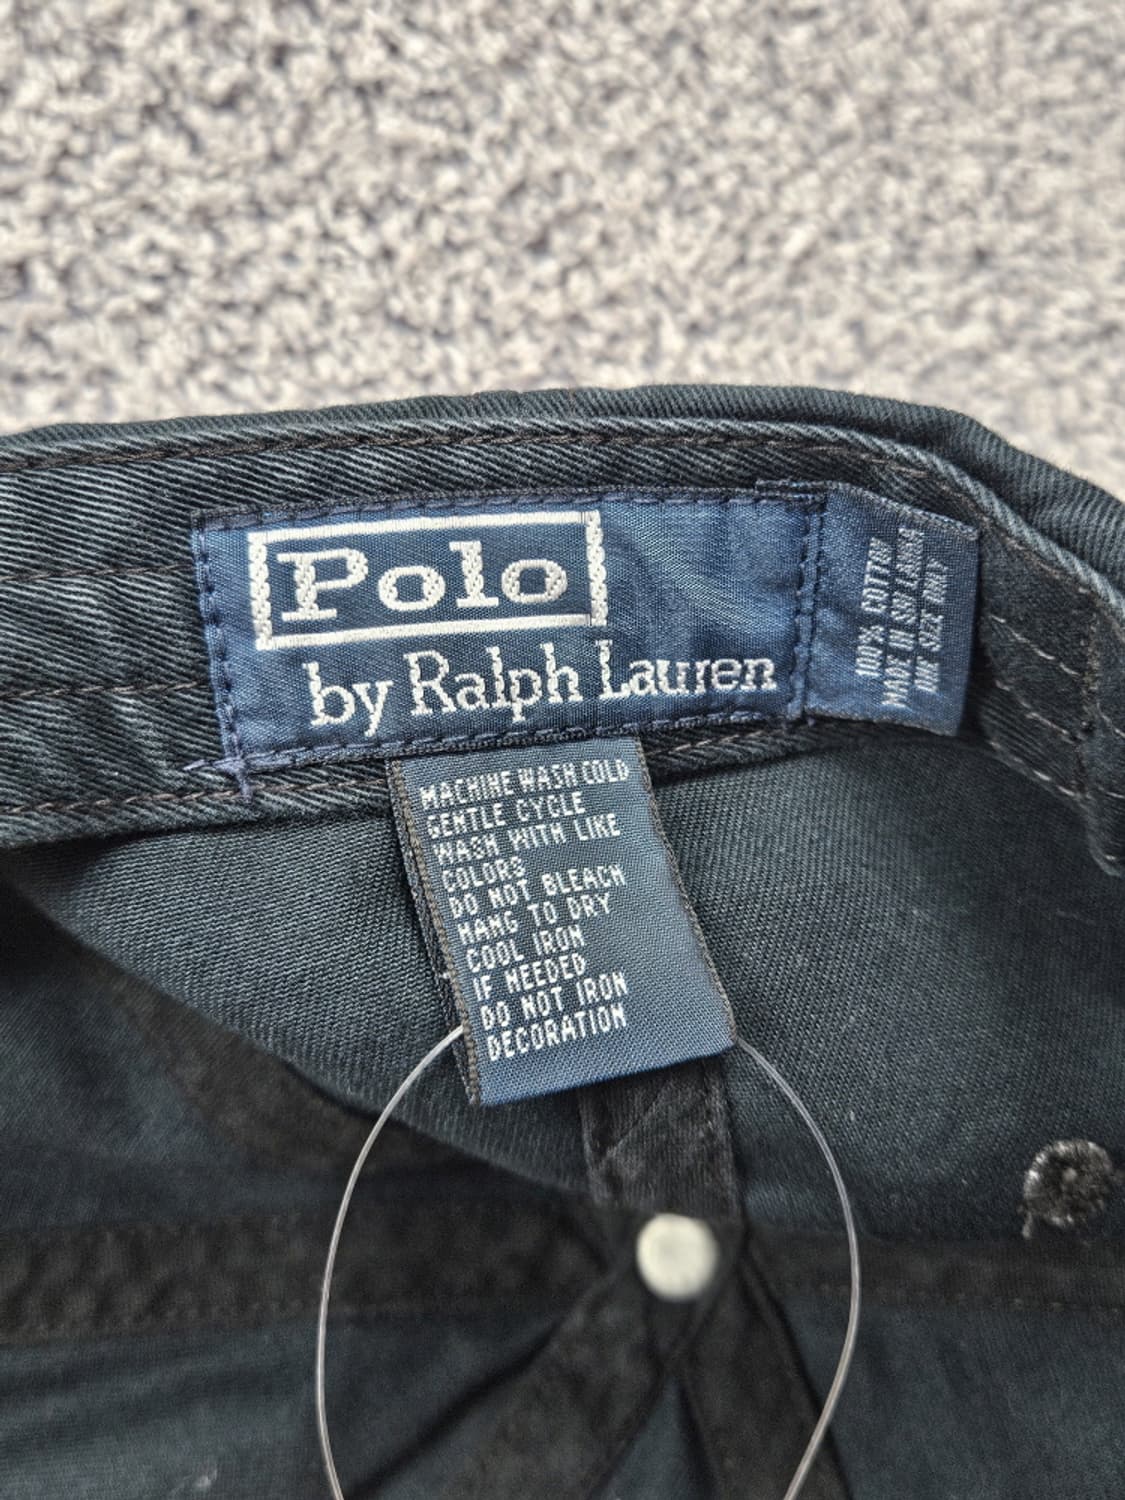 Polo
by Ralph Lauren
100% COTTON
MADE IN SRI LANKA
ONE SIZE ONLY
MACHINE WASH COLD
GENTLE CYCLE
WASH WITH LIKE
COLORS
DO NOT BLEACH
HANG TO DRY
COOL IRON
IF NEEDED
DO NOT IRON
DECORATION